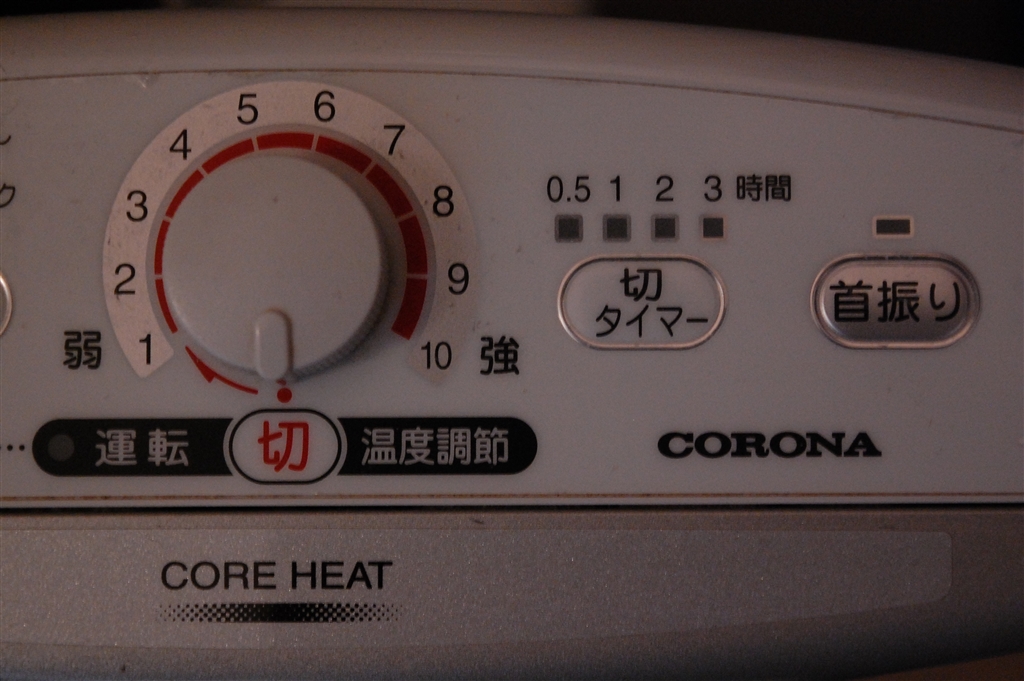 1 2 3 4 5 6 7 8 9 10
弱
強
運転
切
温度調節
0.5 1 2 3 時間
切
タイマー
首振り
CORONA
CORE HEAT